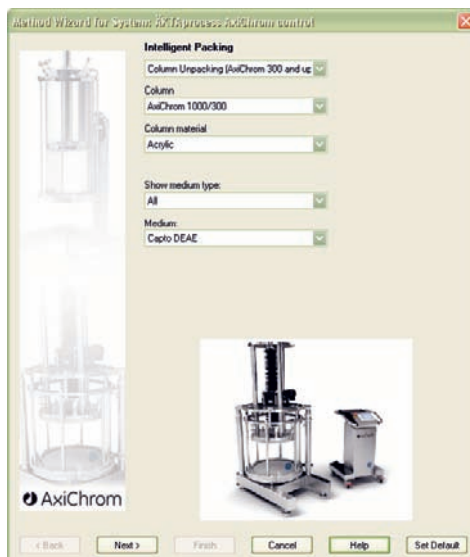 Method Wizard for System: ÄKTAprocess AxiChrom control
Intelligent Packing
Column Unpacking (AxiChrom 300 and up
Column
AxiChrom 1000/300
Column material
Acrylic
Show medium type:
All
Medium:
Capto DEAE
AxiChrom
< Back Next > Finish Cancel Help Set Default